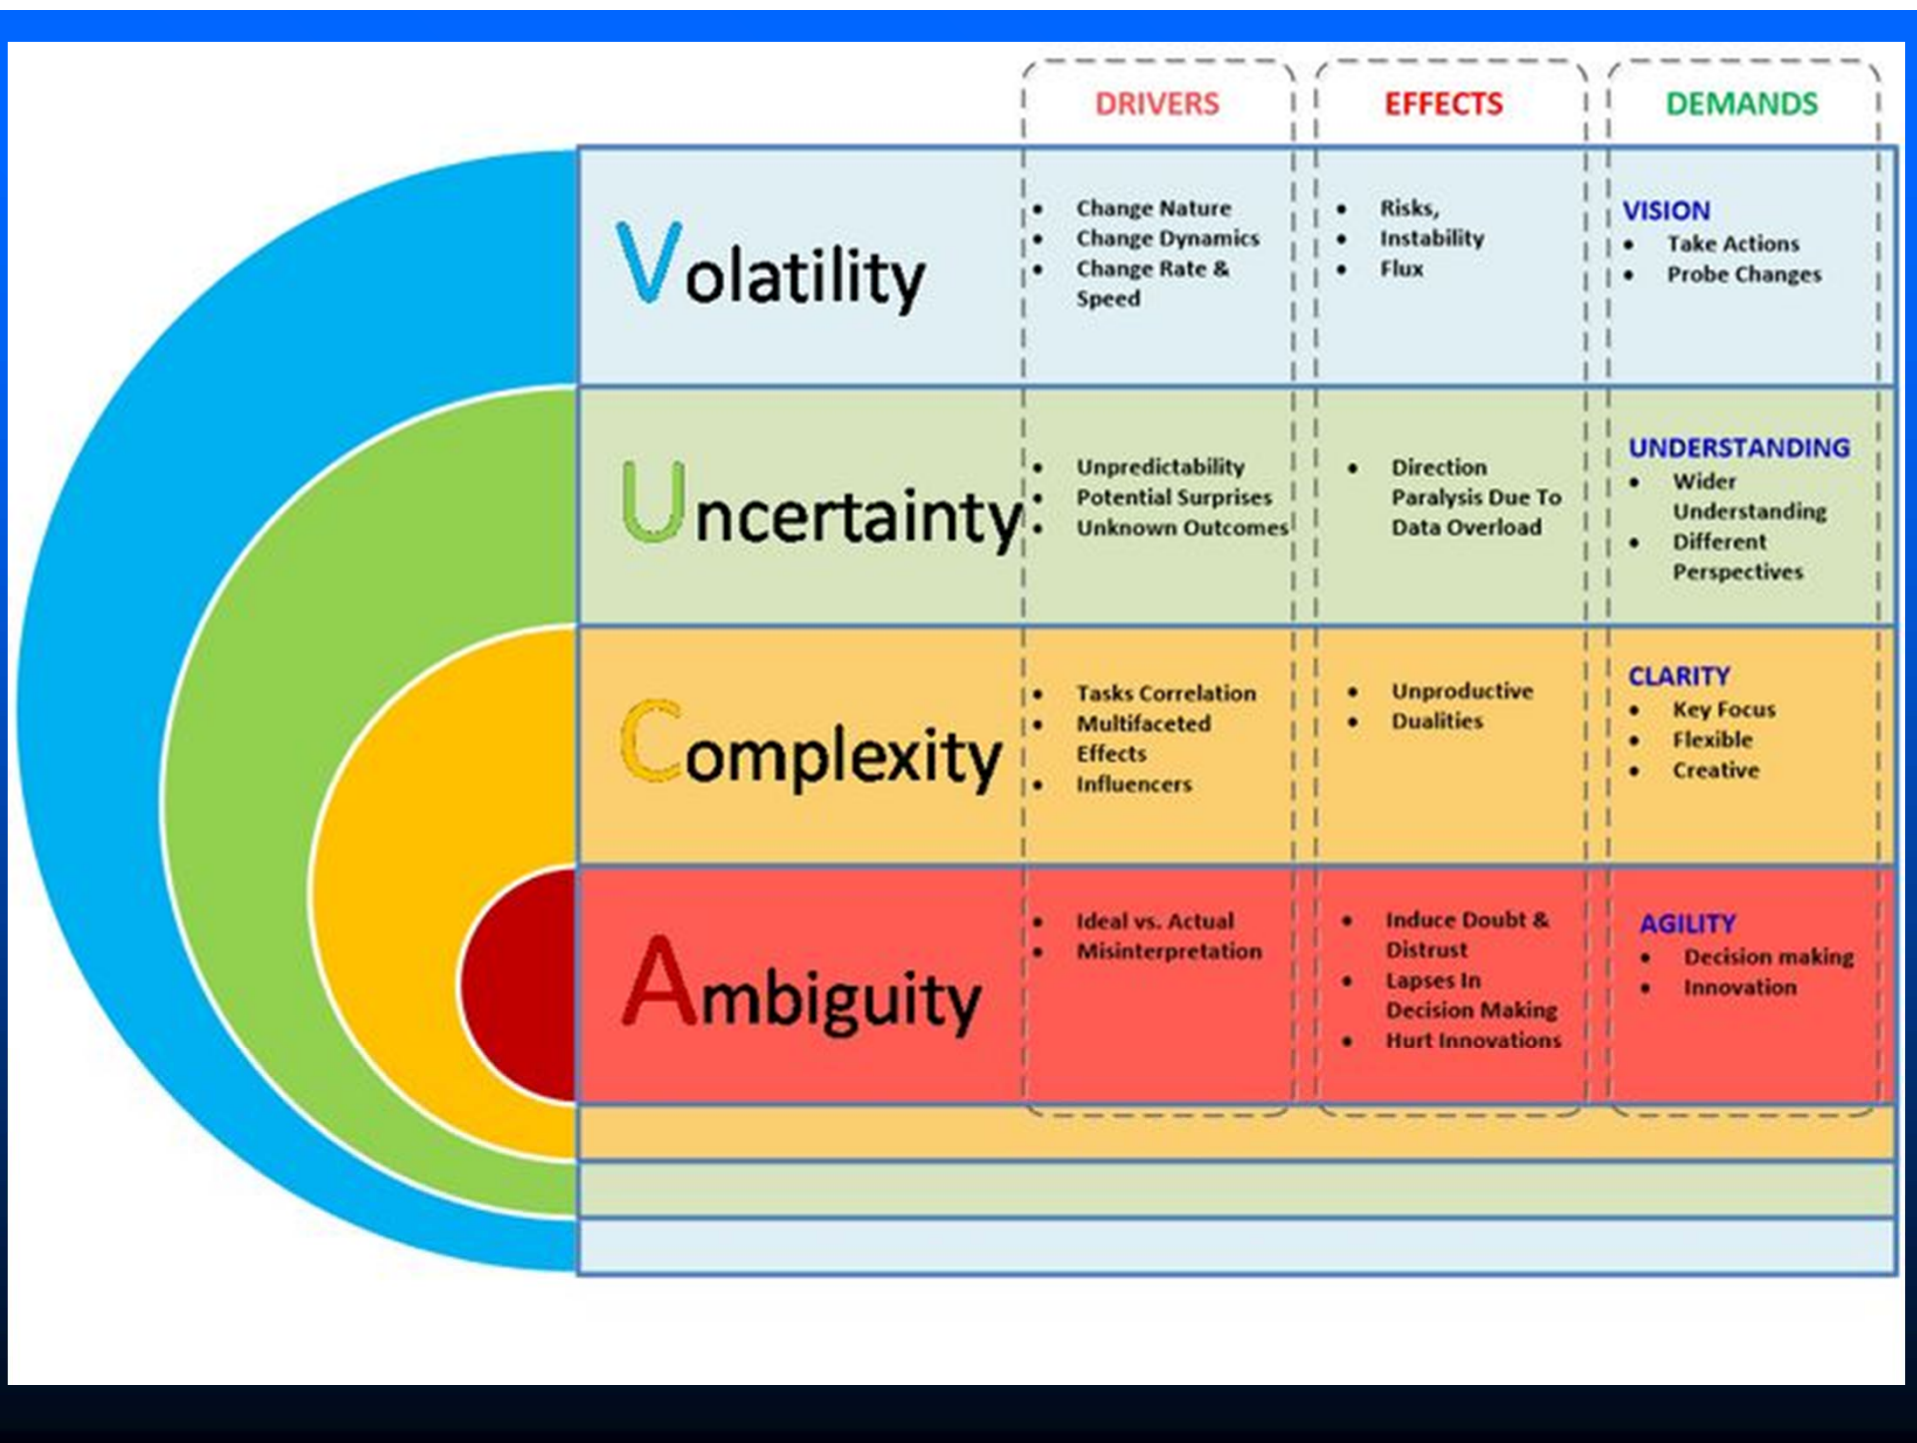 DRIVERS EFFECTS DEMANDS
Volatility
• Change Nature
• Change Dynamics
• Change Rate &
Speed
• Risks,
• Instability
• Flux
VISION
• Take Actions
• Probe Changes
Uncertainty
• Unpredictability
• Potential Surprises
• Unknown Outcomes
• Direction
Paralysis Due To
Data Overload
UNDERSTANDING
• Wider
Understanding
• Different
Perspectives
Complexity
• Tasks Correlation
• Multifaceted
Effects
• Influencers
• Unproductive
• Dualities
CLARITY
• Key Focus
• Flexible
• Creative
Ambiguity
• Ideal vs. Actual
• Misinterpretation
• Induce Doubt &
Distrust
• Lapses In
Decision Making
• Hurt Innovations
AGILITY
• Decision making
• Innovation